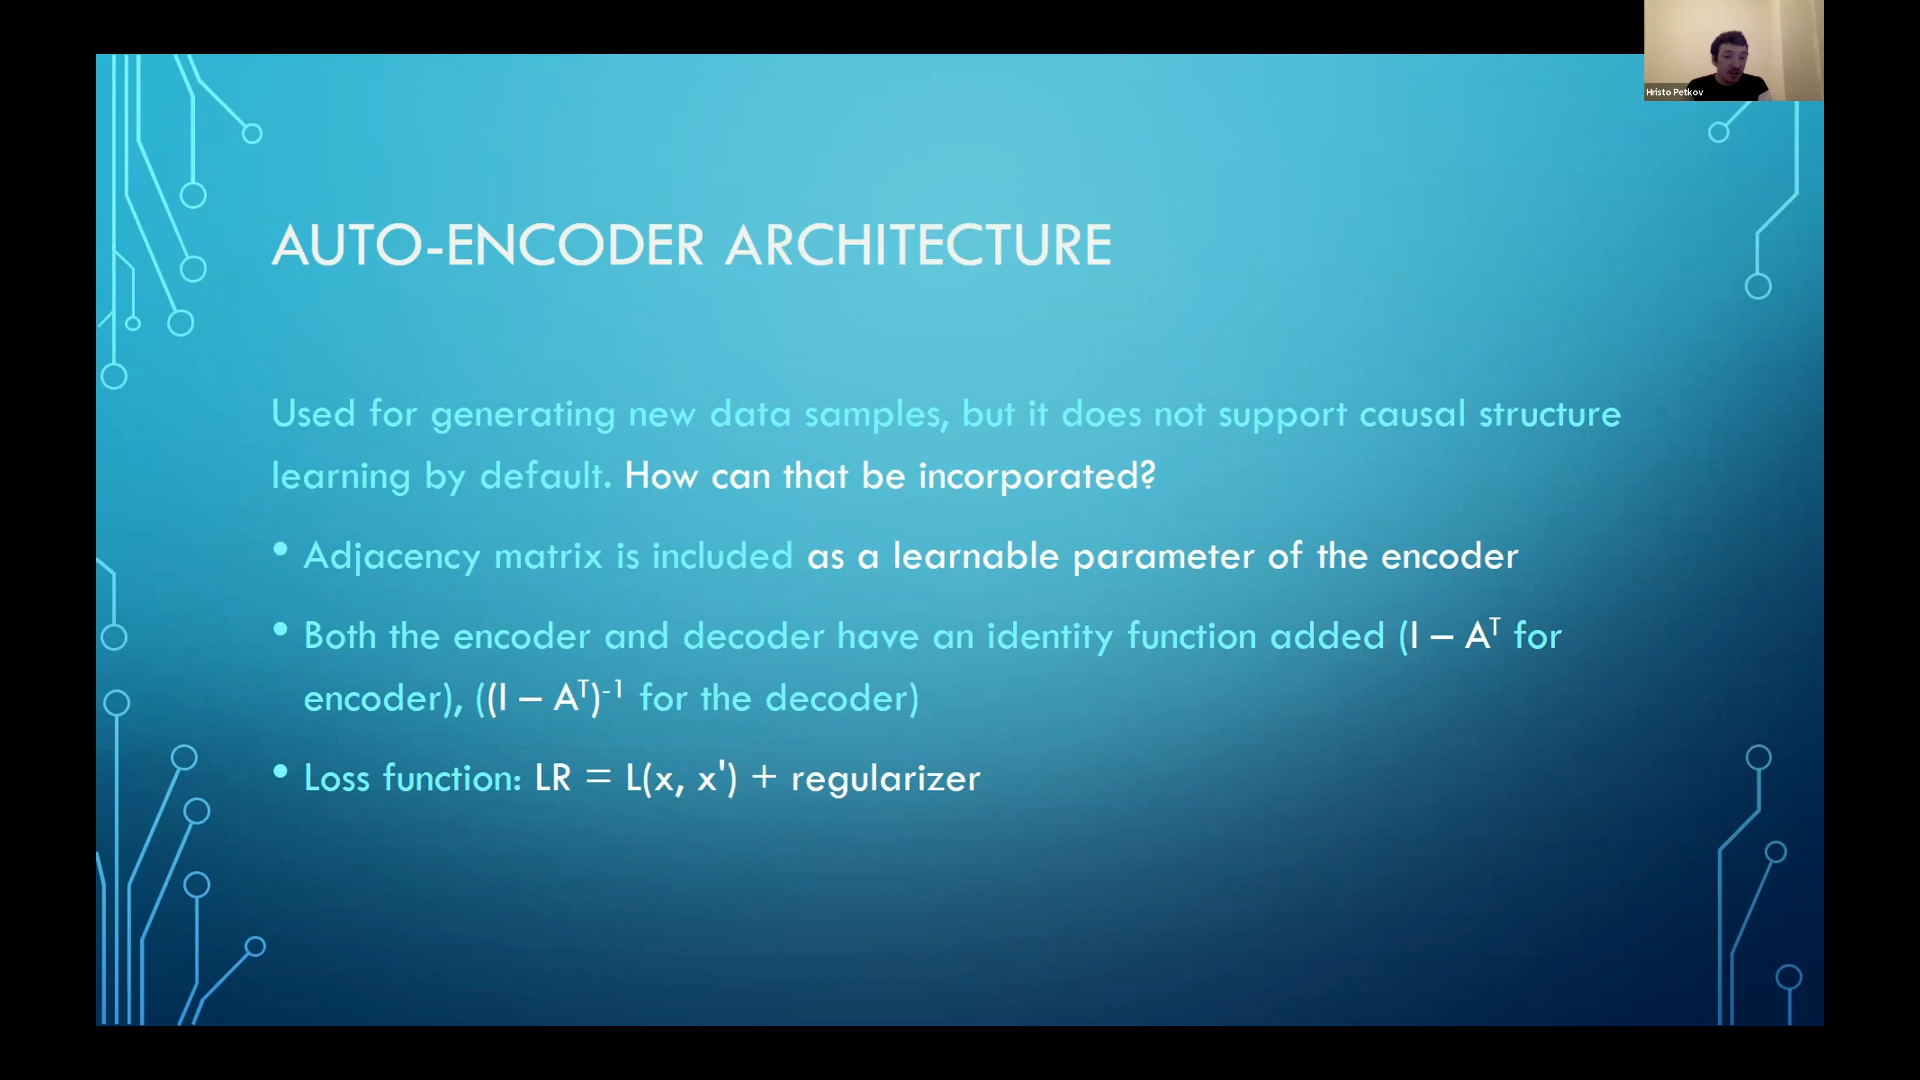 Hristo Petkov
AUTO-ENCODER ARCHITECTURE
Used for generating new data samples, but it does not support causal structure
learning by default. How can that be incorporated?
• Adjacency matrix is included as a learnable parameter of the encoder
• Both the encoder and decoder have an identity function added (I – Aᵀ for
encoder), ((I – Aᵀ)⁻¹ for the decoder)
• Loss function: LR = L(x, x') + regularizer